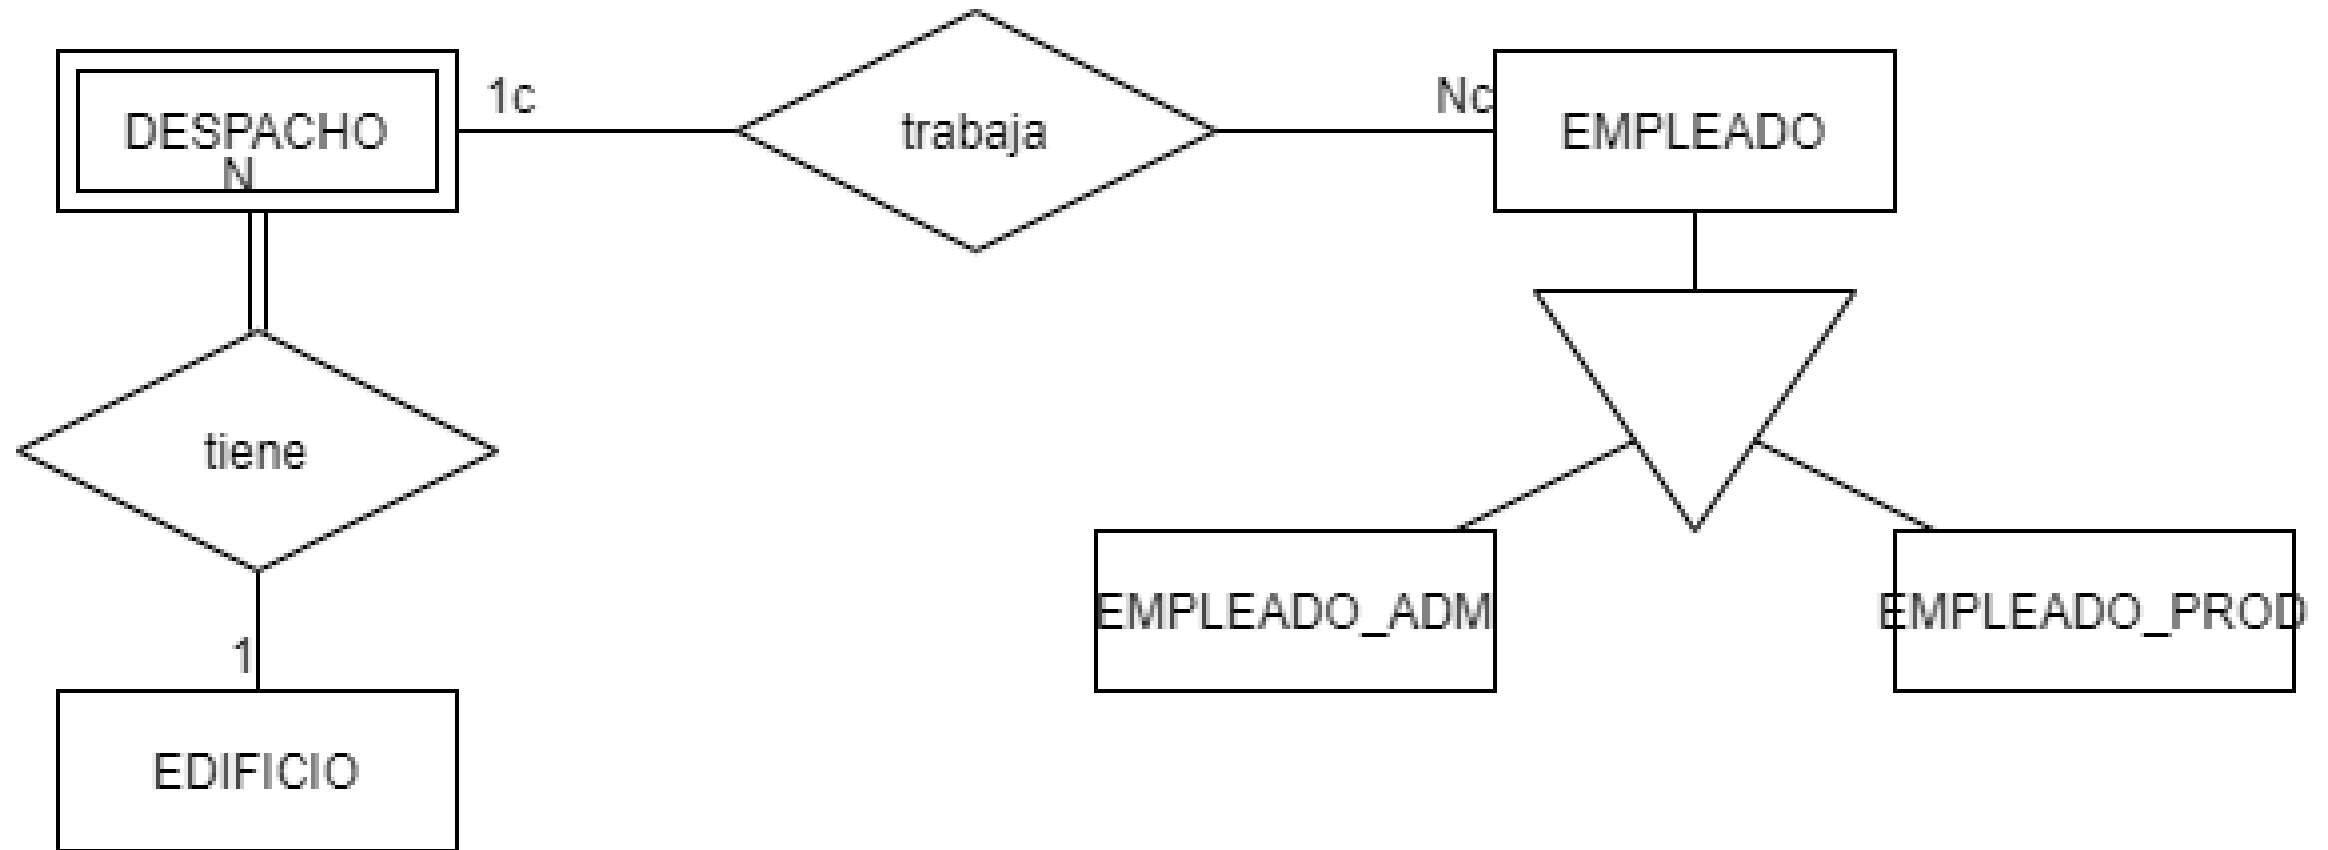 1c
Nc
DESPACHO
trabaja
EMPLEADO
N
tiene
EMPLEADO_ADM
EMPLEADO_PROD
1
EDIFICIO